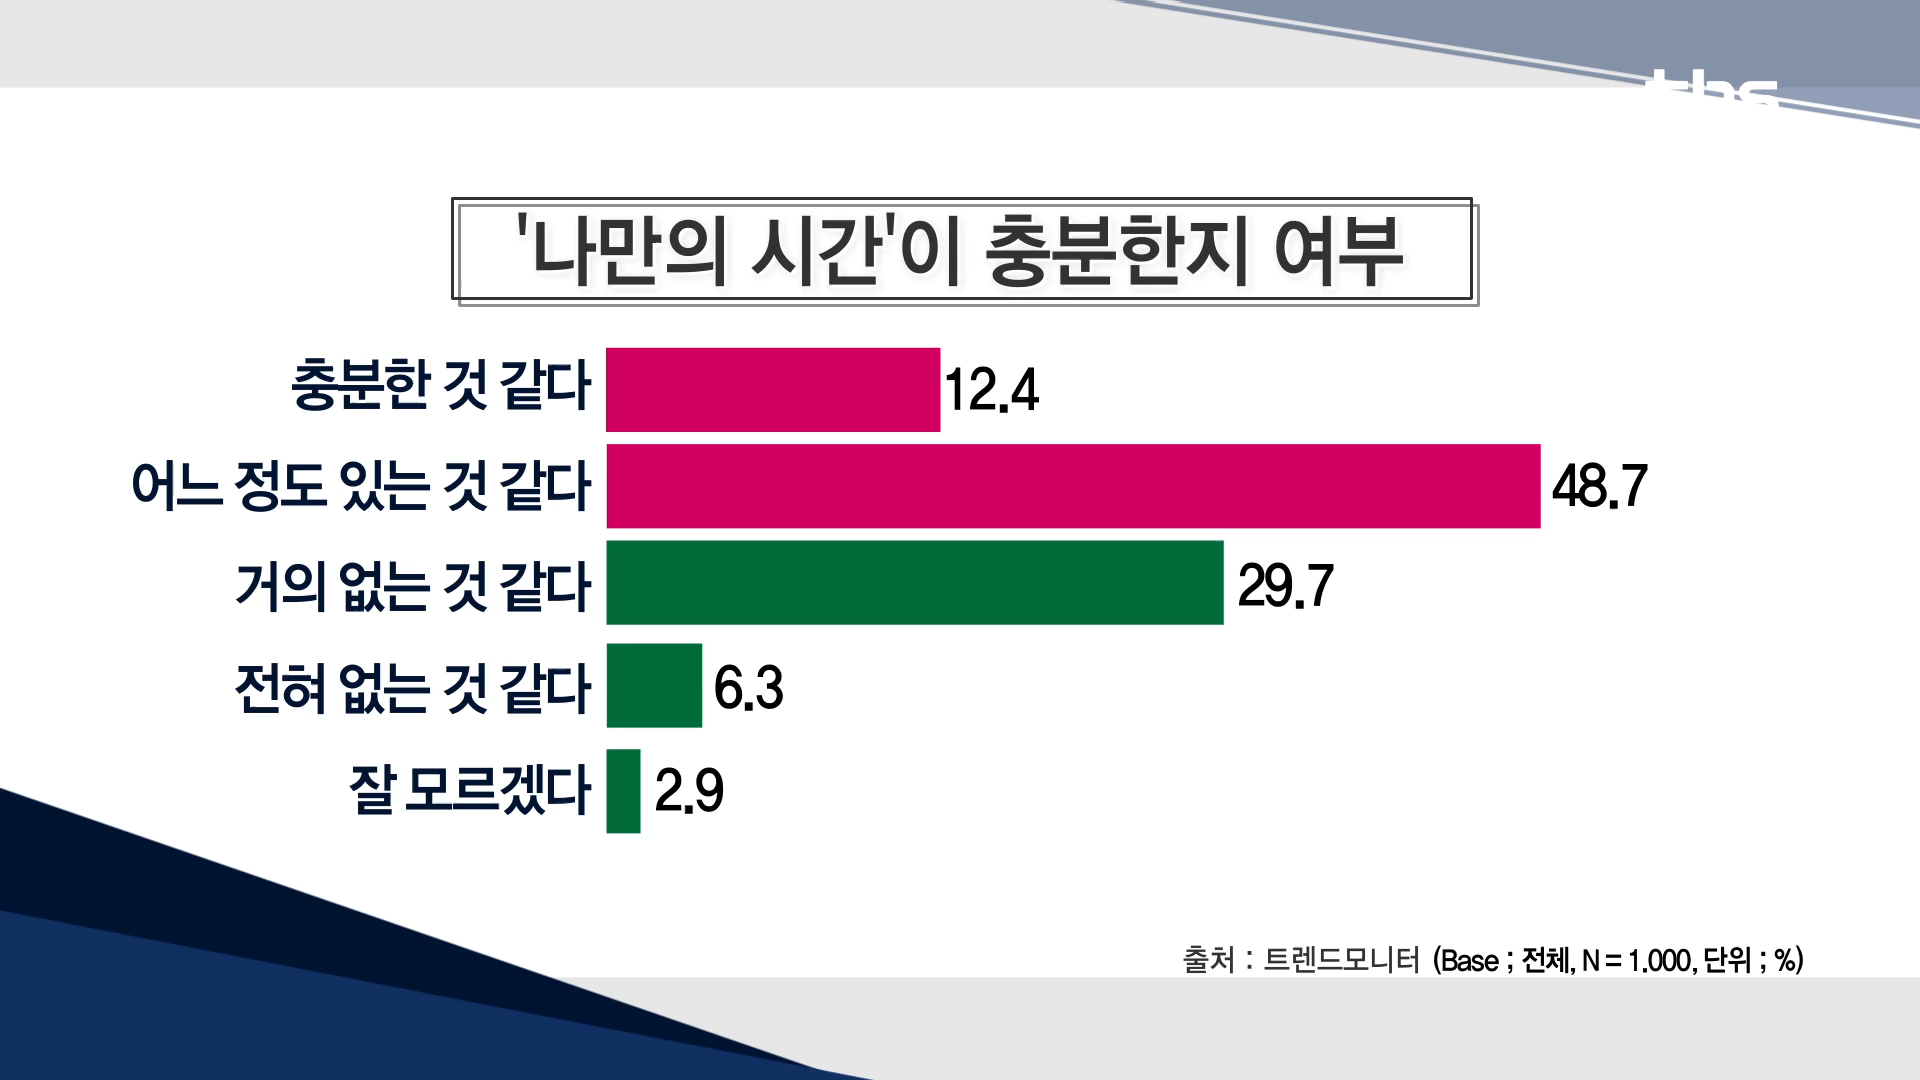 '나만의 시간'이 충분한지 여부
충분한 것 같다 12.4
어느 정도 있는 것 같다 48.7
거의 없는 것 같다 29.7
전혀 없는 것 같다 6.3
잘 모르겠다 2.9
출처 : 트렌드모니터 (Base ; 전체, N = 1.000, 단위 ; %)